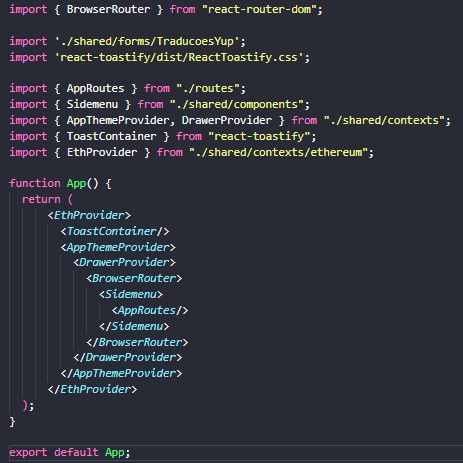 import { BrowserRouter } from "react-router-dom";
import './shared/forms/TraducoesYup';
import 'react-toastify/dist/ReactToastify.css';
import { AppRoutes } from "./routes";
import { Sidemenu } from "./shared/components";
import { AppThemeProvider, DrawerProvider } from "./shared/contexts";
import { ToastContainer } from "react-toastify";
import { EthProvider } from "./shared/contexts/ethereum";
function App() {
  return (
      <EthProvider>
        <ToastContainer/>
        <AppThemeProvider>
          <DrawerProvider>
            <BrowserRouter>
              <Sidemenu>
                <AppRoutes/>
              </Sidemenu>
            </BrowserRouter>
          </DrawerProvider>
        </AppThemeProvider>
      </EthProvider>
  );
}
export default App;